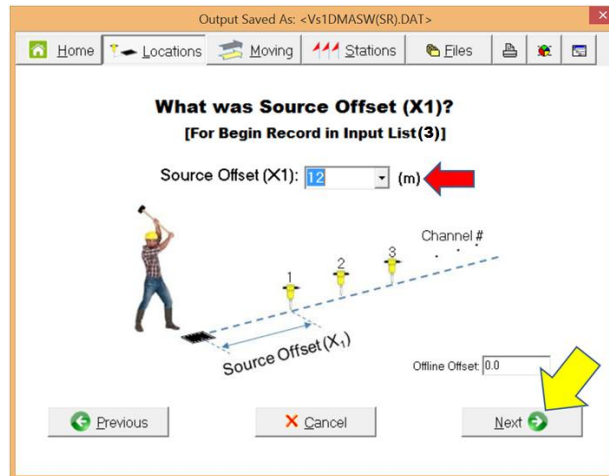 Output Saved As: <Vs1DMASW(SR).DAT>
Home Locations Moving Stations Files
What was Source Offset (X1)?
[For Begin Record in Input List(3)]
Source Offset (X1): 12 (m)
Channel #
1 2 3
Source Offset (X1)
Offline Offset: 0.0
Previous Cancel Next